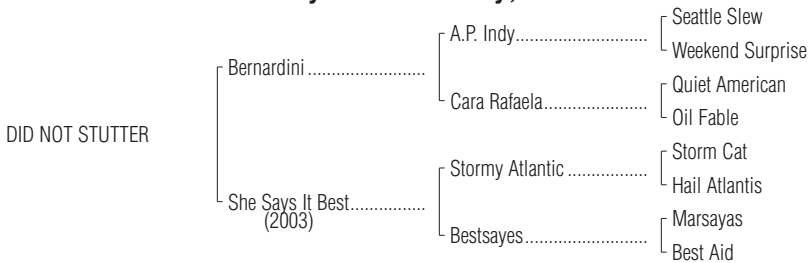 Seattle Slew
A.P. Indy..............................
Weekend Surprise
Bernardini ...........................
Quiet American
Cara Rafaela........................
Oil Fable
DID NOT STUTTER
Storm Cat
Stormy Atlantic ..................
Hail Atlantis
She Says It Best.................
(2003)
Marsayas
Bestsayes............................
Best Aid